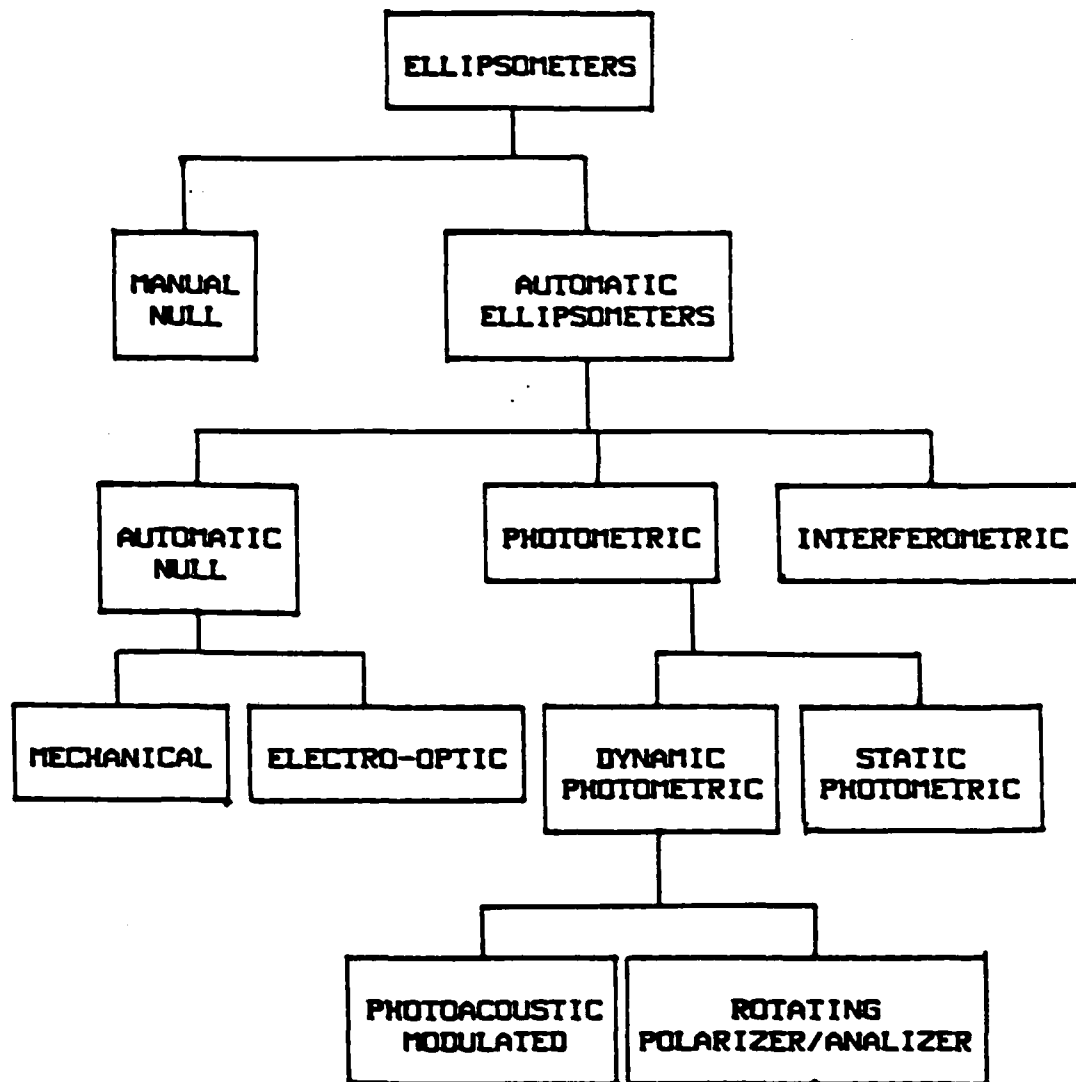 ELLIPSOMETERS
MANUAL
NULL
AUTOMATIC
ELLIPSOMETERS
AUTOMATIC
NULL
PHOTOMETRIC
INTERFEROMETRIC
MECHANICAL
ELECTRO-OPTIC
DYNAMIC
PHOTOMETRIC
STATIC
PHOTOMETRIC
PHOTOACOUSTIC
MODULATED
ROTATING
POLARIZER/ANALIZER